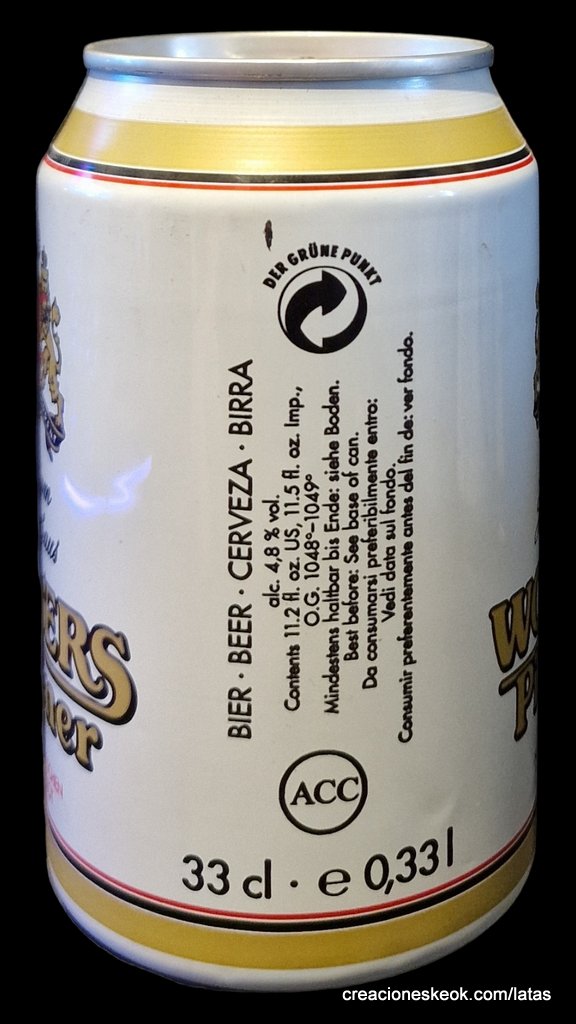 DER GRÜNE PUNKT
BIER · BEER · CERVEZA · BIRRA
alc. 4,8 % vol.
Contents 11.2 fl. oz. US, 11.5 fl. oz. Imp.,
O.G. 1048°–1049°
Mindestens haltbar bis Ende: siehe Boden.
Best before: See base of can.
Da consumarsi preferibilmente entro:
Vedi data sul fondo.
Consumir preferentemente antes del fin de: ver fondo.
ACC
33 cl · e 0,33 l
ERS
ner
WO
P
creacioneskeok.com/latas